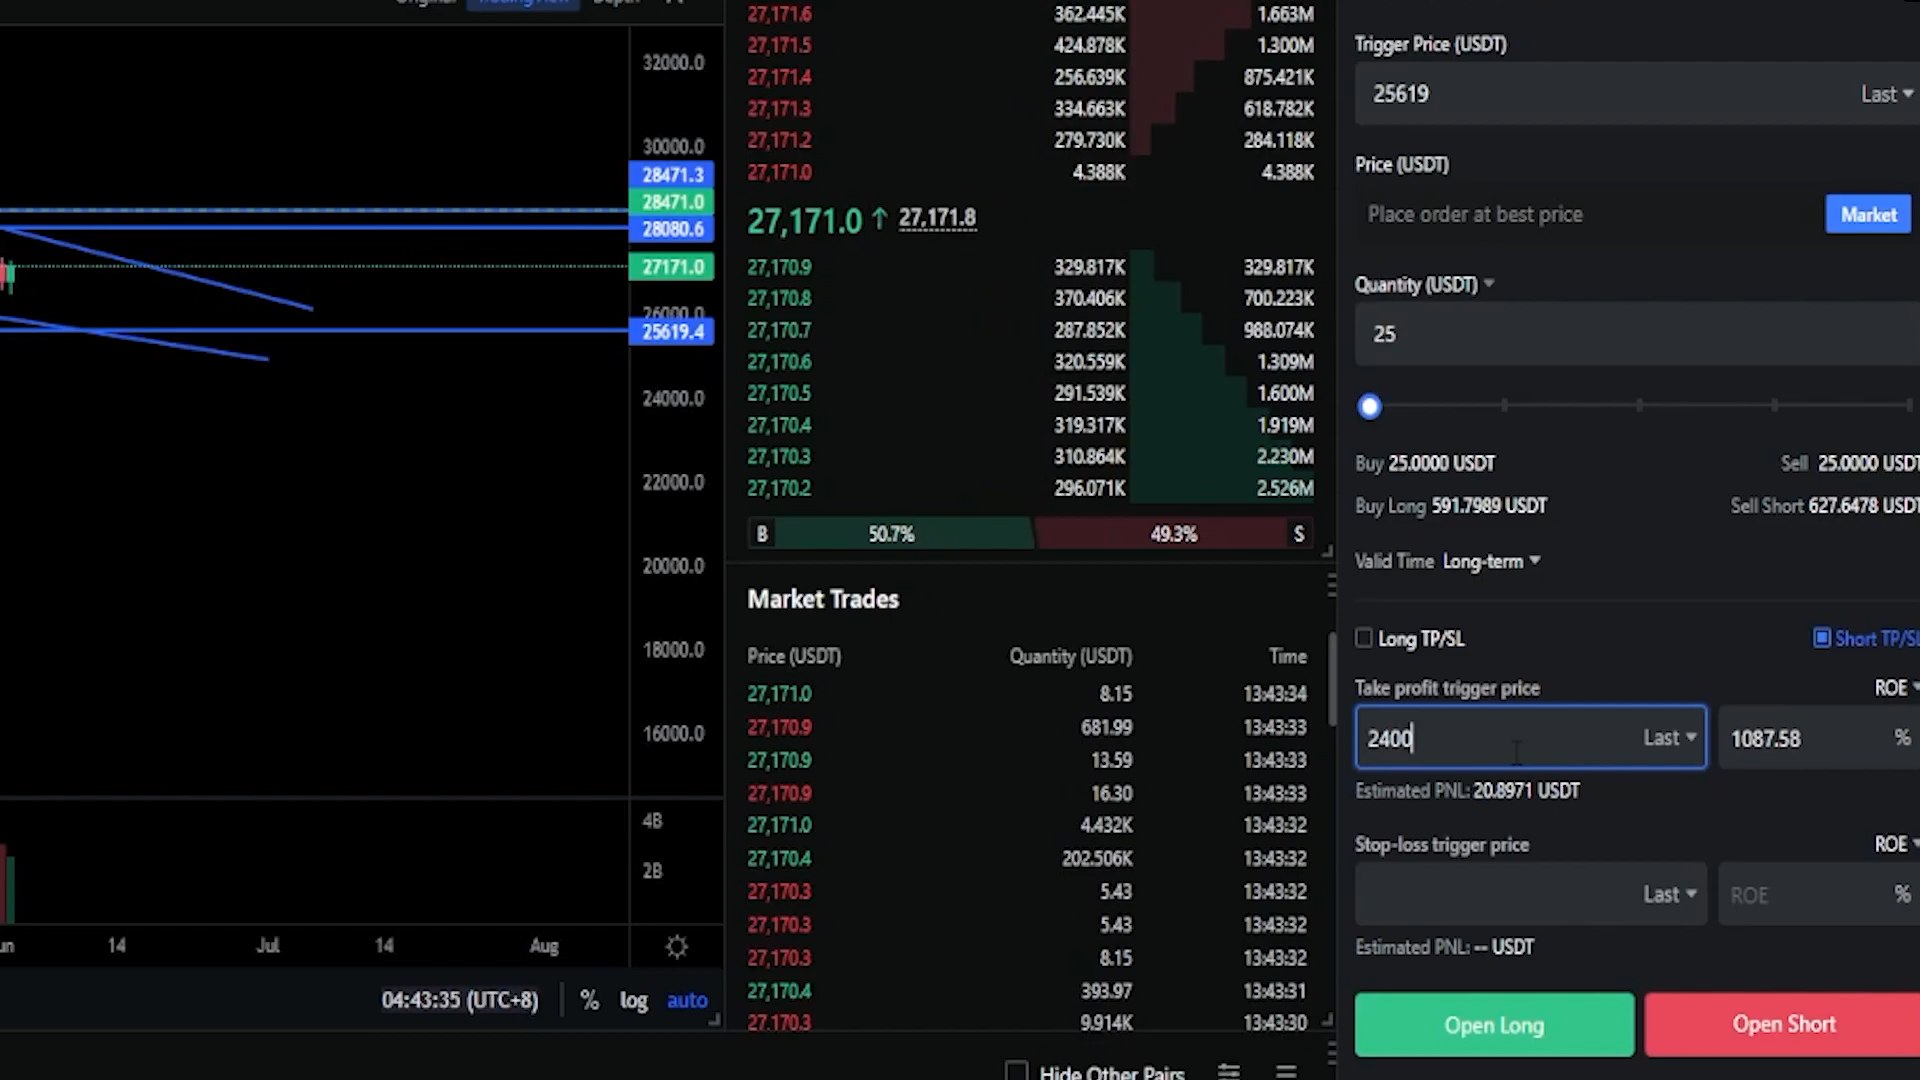 Original Trading View Depth
32000.0
30000.0
28471.3
28471.0
28080.6
27171.0
26000.0
25619.4
24000.0
22000.0
20000.0
18000.0
16000.0
4B
2B
un 14 Jul 14 Aug
04:43:35 (UTC+8) % log auto
27,171.6 362.445K 1.663M
27,171.5 424.878K 1.300M
27,171.4 256.639K 875.421K
27,171.3 334.663K 618.782K
27,171.2 279.730K 284.118K
27,171.0 4.388K 4.388K
27,171.0 ↑ 27,171.8
27,170.9 329.817K 329.817K
27,170.8 370.406K 700.223K
27,170.7 287.852K 988.074K
27,170.6 320.559K 1.309M
27,170.5 291.539K 1.600M
27,170.4 319.317K 1.919M
27,170.3 310.864K 2.230M
27,170.2 296.071K 2.526M
B 50.7% 49.3% S
Market Trades
Price (USDT) Quantity (USDT) Time
27,171.0 8.15 13:43:34
27,170.9 681.99 13:43:33
27,170.9 13.59 13:43:33
27,170.9 16.30 13:43:33
27,171.0 4.432K 13:43:32
27,170.4 202.506K 13:43:32
27,170.3 5.43 13:43:32
27,170.3 5.43 13:43:32
27,170.3 8.15 13:43:32
27,170.4 393.97 13:43:31
27,170.3 9.914K 13:43:30
Hide Other Pairs
Trigger Price (USDT)
25619 Last
Price (USDT)
Place order at best price Market
Quantity (USDT)
25
Buy 25.0000 USDT Sell 25.0000 USDT
Buy Long 591.7989 USDT Sell Short 627.6478 USDT
Valid Time Long-term
Long TP/SL Short TP/SL
Take profit trigger price ROE
2400 Last 1087.58 %
Estimated PNL: 20.8971 USDT
Stop-loss trigger price ROE
Last ROE %
Estimated PNL: -- USDT
Open Long Open Short